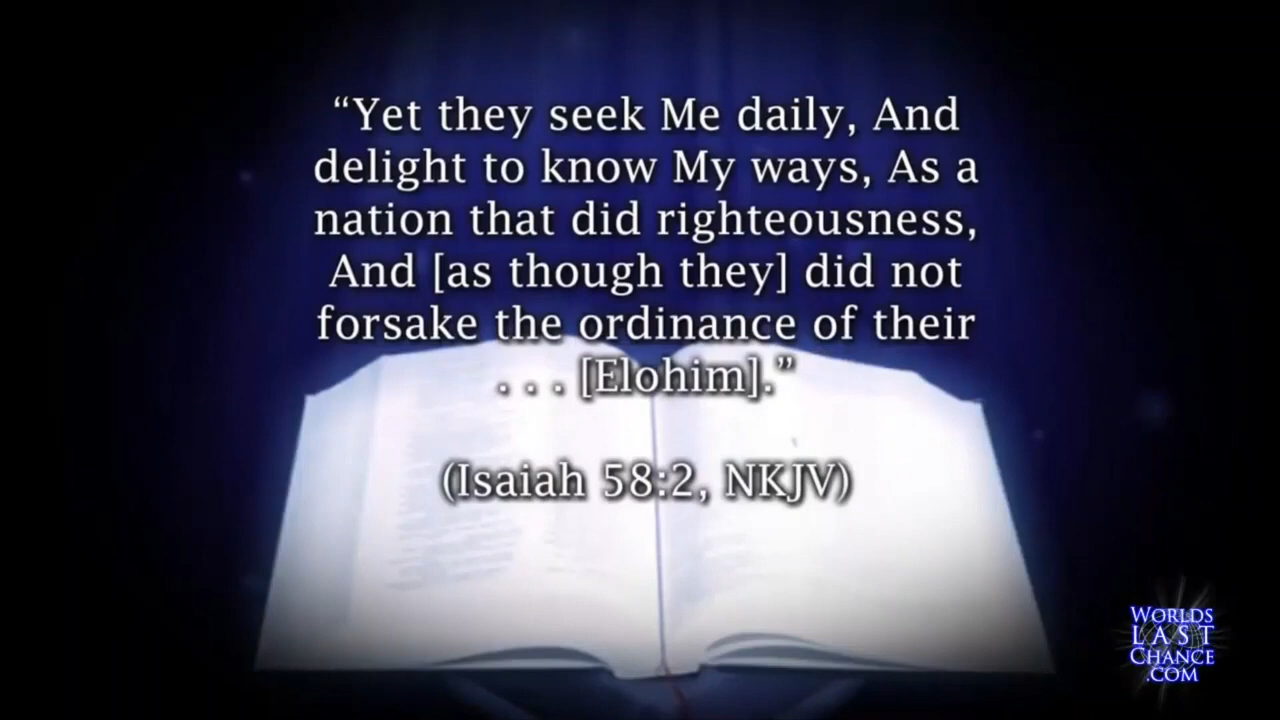 “Yet they seek Me daily, And
delight to know My ways, As a
nation that did righteousness,
And [as though they] did not
forsake the ordinance of their
. . . [Elohim].”
(Isaiah 58:2, NKJV)
WORLDS
LAST
CHANCE
.COM